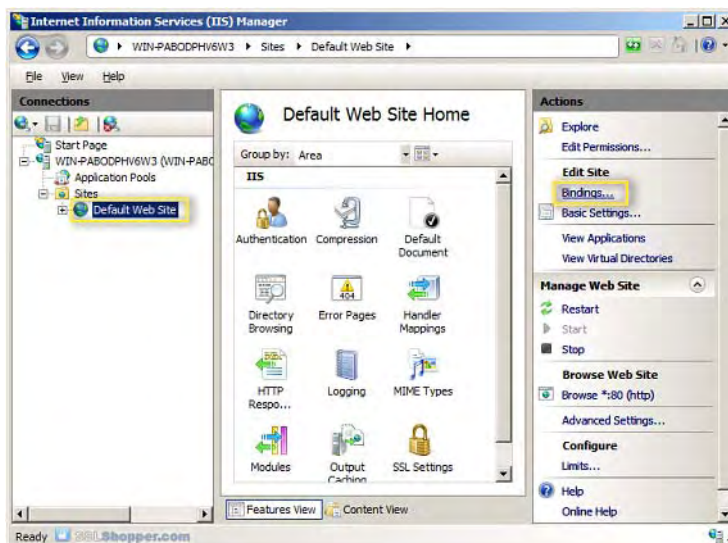 Internet Information Services (IIS) Manager
WIN-PABODPHV6W3 Sites Default Web Site
File View Help
Connections
Start Page
WIN-PABODPHV6W3 (WIN-PABO
Application Pools
Sites
Default Web Site
Default Web Site Home
Group by: Area
IIS
Authentication Compression Default Document
Directory Browsing Error Pages Handler Mappings
404
HTTP Respo... Logging MIME Types
Modules Output Caching SSL Settings
Features View Content View
Actions
Explore
Edit Permissions...
Edit Site
Bindings...
Basic Settings...
View Applications
View Virtual Directories
Manage Web Site
Restart
Start
Stop
Browse Web Site
Browse *:80 (http)
Advanced Settings...
Configure
Limits...
Help
Online Help
Ready
SSLShopper.com